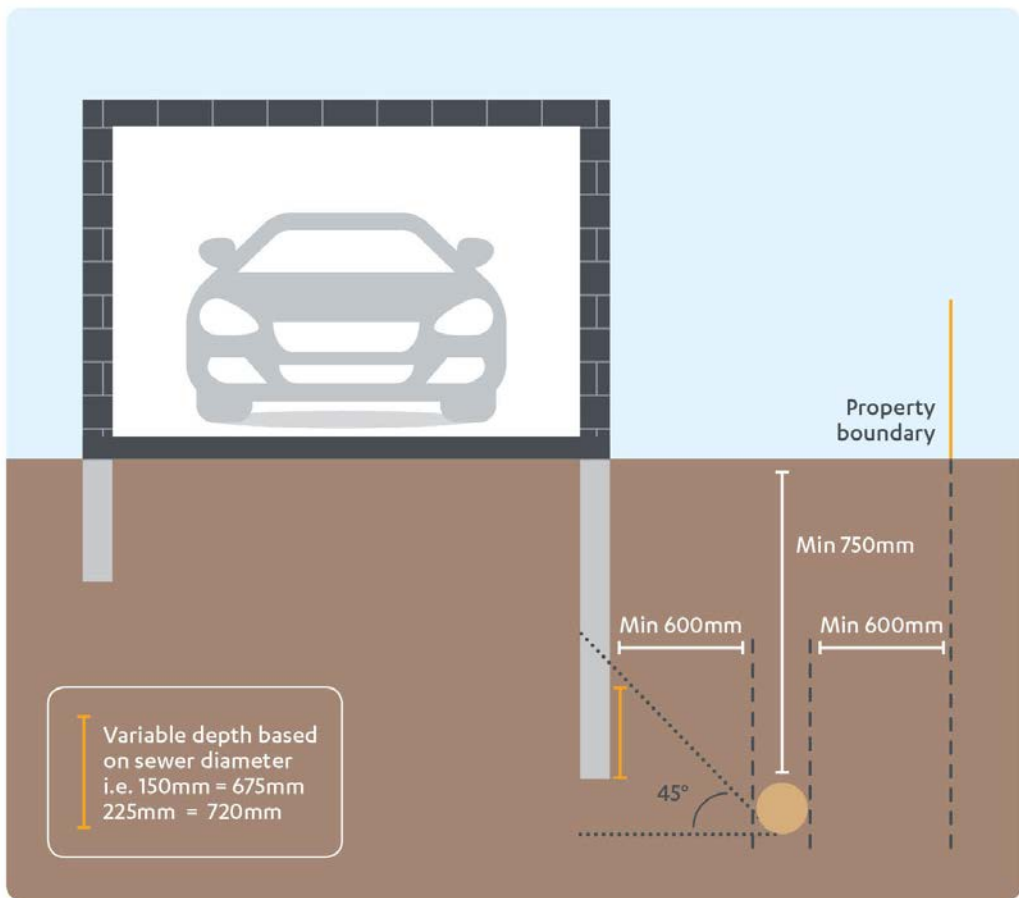 Property
boundary
Min 750mm
Min 600mm
Min 600mm
45°
Variable depth based
on sewer diameter
i.e. 150mm = 675mm
225mm = 720mm